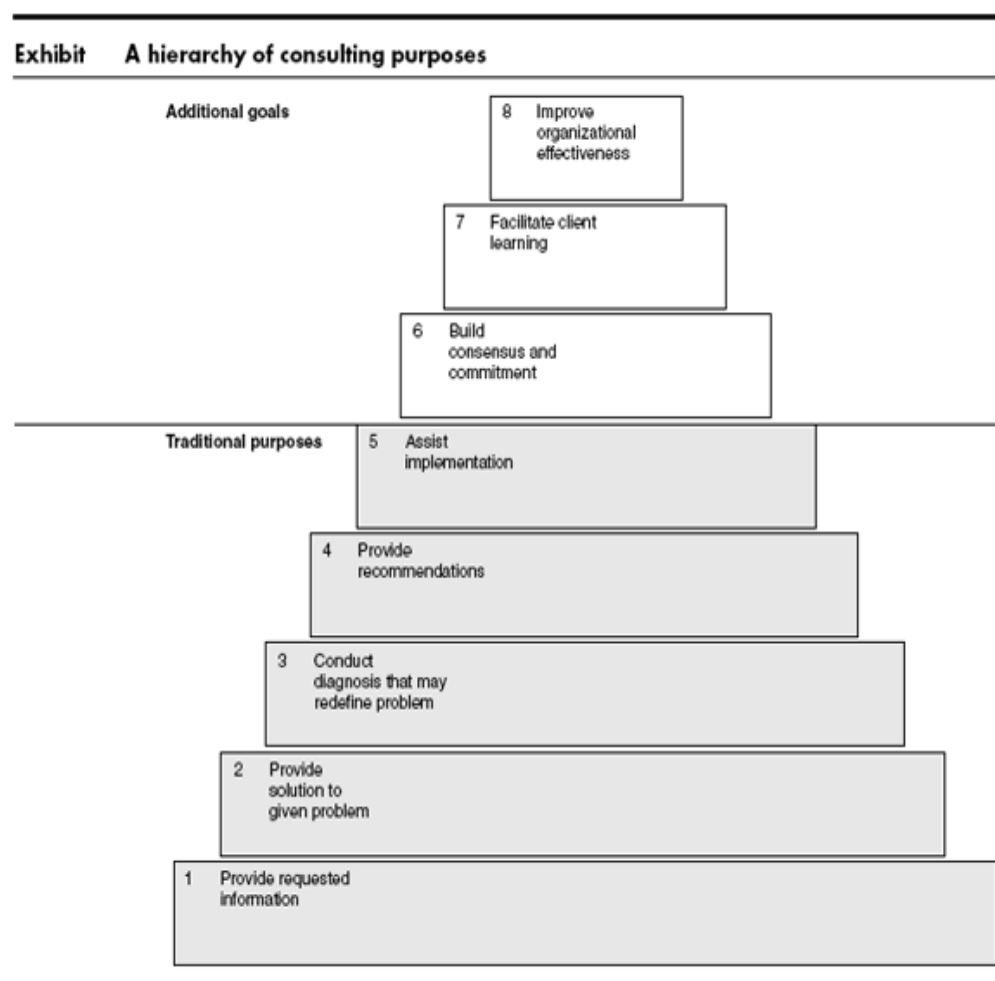 Exhibit A hierarchy of consulting purposes
Additional goals
8 Improve
organizational
effectiveness
7 Facilitate client
learning
6 Build
consensus and
commitment
Traditional purposes
5 Assist
implementation
4 Provide
recommendations
3 Conduct
diagnosis that may
redefine problem
2 Provide
solution to
given problem
1 Provide requested
information